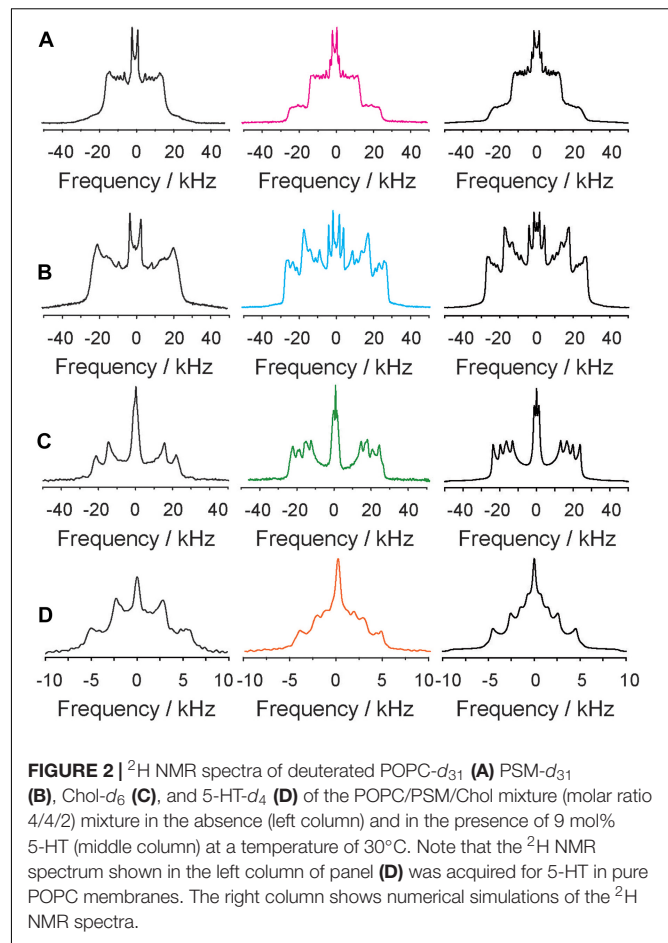 A
-40 -20 0 20 40 -40 -20 0 20 40 -40 -20 0 20 40
Frequency / kHz Frequency / kHz Frequency / kHz
B
-40 -20 0 20 40 -40 -20 0 20 40 -40 -20 0 20 40
Frequency / kHz Frequency / kHz Frequency / kHz
C
-40 -20 0 20 40 -40 -20 0 20 40 -40 -20 0 20 40
Frequency / kHz Frequency / kHz Frequency / kHz
D
-10 -5 0 5 10 -10 -5 0 5 10 -10 -5 0 5 10
Frequency / kHz Frequency / kHz Frequency / kHz
FIGURE 2 | ²H NMR spectra of deuterated POPC-d₃₁ (A) PSM-d₃₁
(B), Chol-d₆ (C), and 5-HT-d₄ (D) of the POPC/PSM/Chol mixture (molar ratio
4/4/2) mixture in the absence (left column) and in the presence of 9 mol%
5-HT (middle column) at a temperature of 30°C. Note that the ²H NMR
spectrum shown in the left column of panel (D) was acquired for 5-HT in pure
POPC membranes. The right column shows numerical simulations of the ²H
NMR spectra.